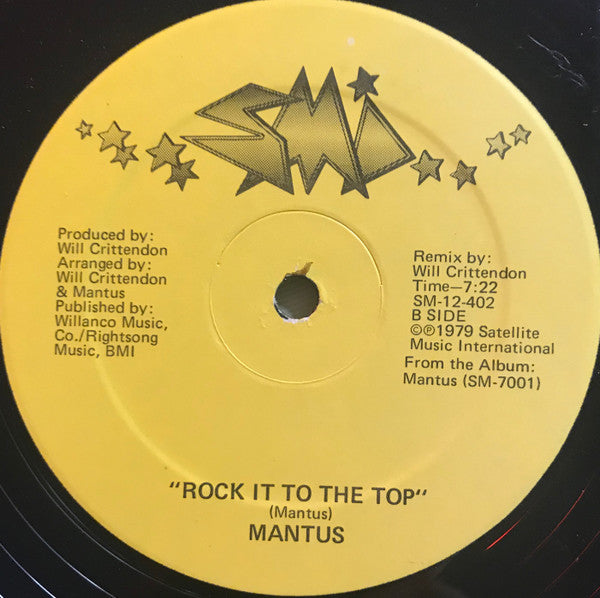 SMI
Produced by:
Will Crittendon
Arranged by:
Will Crittendon
& Mantus
Published by:
Willanco Music,
Co./Rightsong
Music, BMI
Remix by:
Will Crittendon
Time—7:22
SM-12-402
B SIDE
©℗1979 Satellite
Music International
From the Album:
Mantus (SM-7001)
"ROCK IT TO THE TOP"
(Mantus)
MANTUS